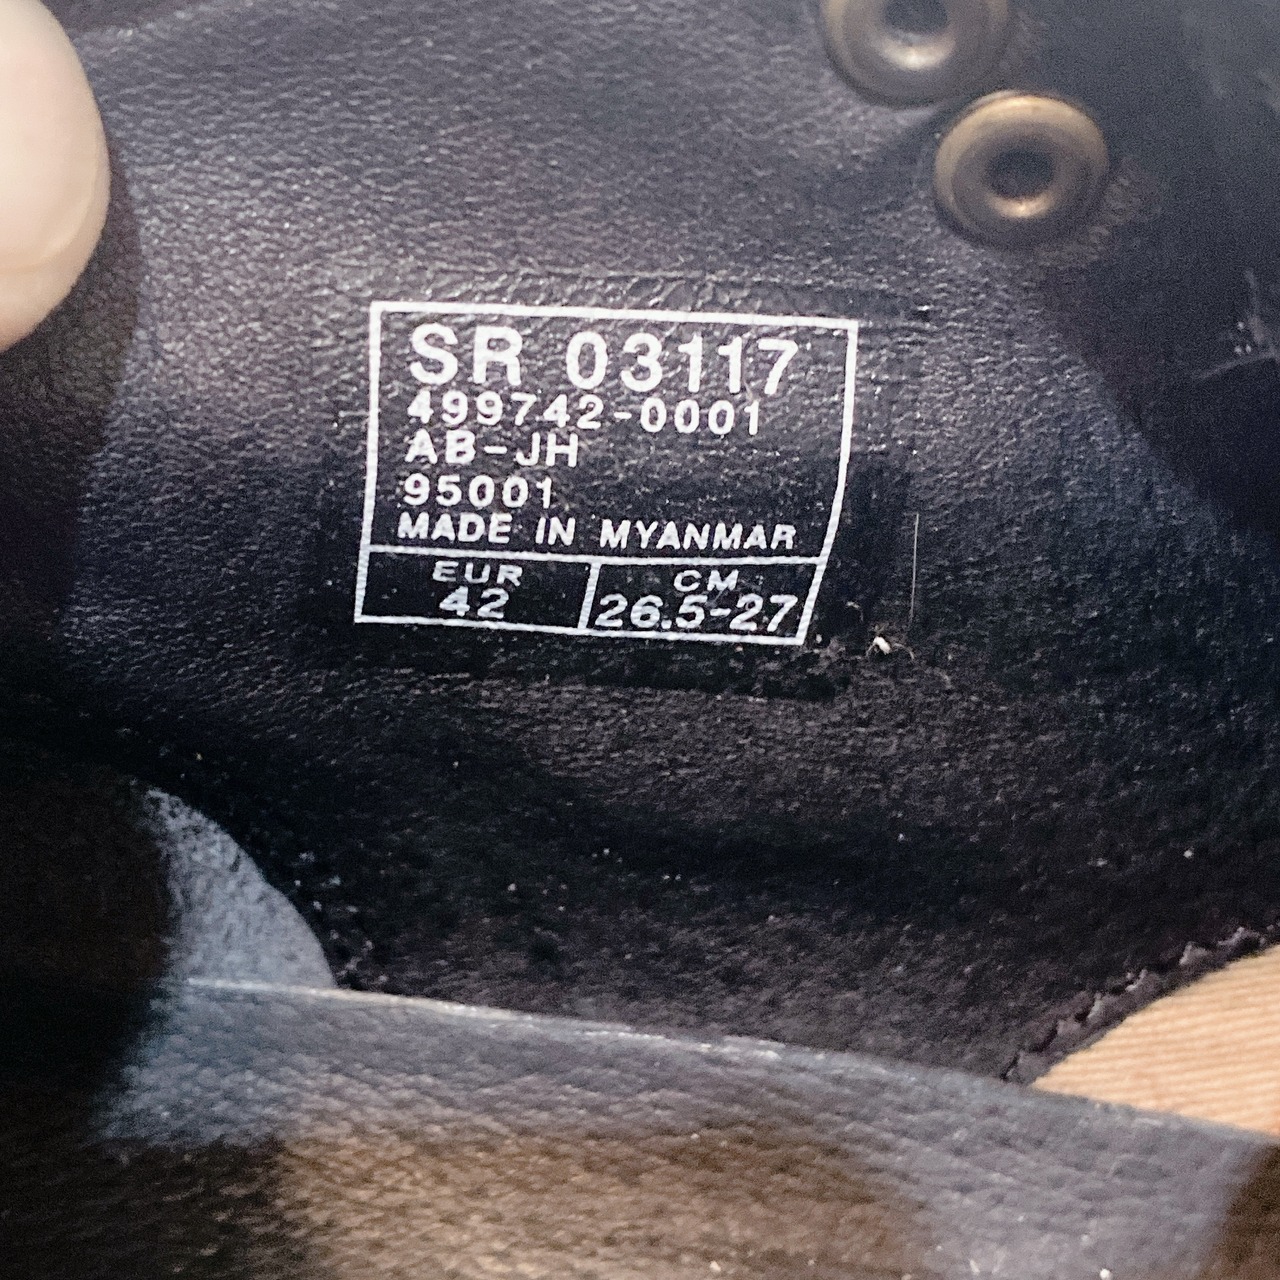 SR 03117
499742-0001
AB-JH
95001
MADE IN MYANMAR
EUR CM
42 26.5-27